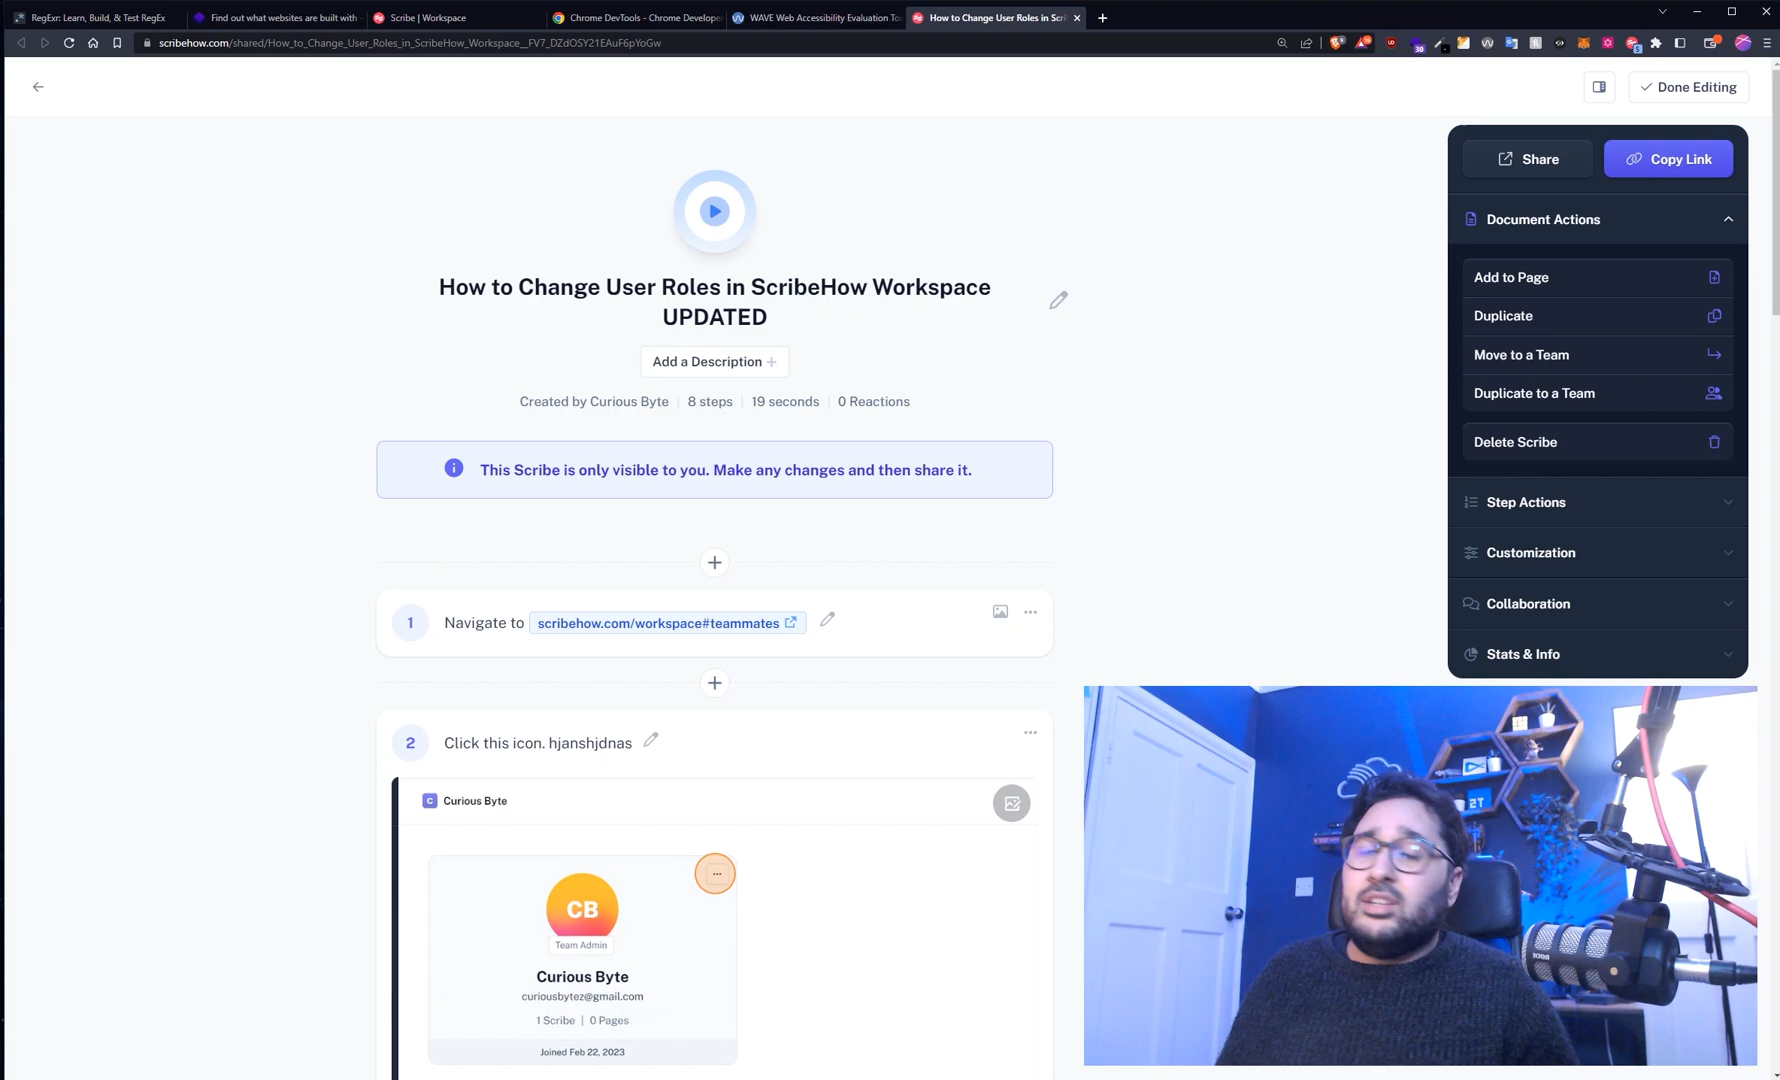 RegExr: Learn, Build, & Test RegEx
Find out what websites are built with
Scribe | Workspace
Chrome DevTools - Chrome Develope
WAVE Web Accessibility Evaluation To
How to Change User Roles in Scri
scribehow.com/shared/How_to_Change_User_Roles_in_ScribeHow_Workspace__FV7_DZdOSY21EAuF6pYoGw
Done Editing
Share
Copy Link
Document Actions
Add to Page
Duplicate
Move to a Team
Duplicate to a Team
Delete Scribe
Step Actions
Customization
Collaboration
Stats & Info
How to Change User Roles in ScribeHow Workspace
UPDATED
Add a Description
Created by Curious Byte | 8 steps | 19 seconds | 0 Reactions
This Scribe is only visible to you. Make any changes and then share it.
1 Navigate to scribehow.com/workspace#teammates
2 Click this icon. hjanshjdnas
C Curious Byte
CB
Team Admin
Curious Byte
curiousbytez@gmail.com
1 Scribe | 0 Pages
Joined Feb 22, 2023